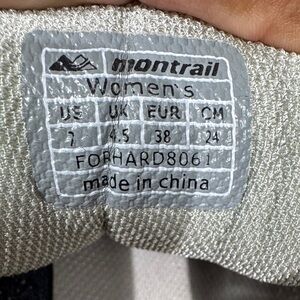 montrail
Women's
US UK EUR CM
7 4.5 38 24
FORHARD8061
made in china